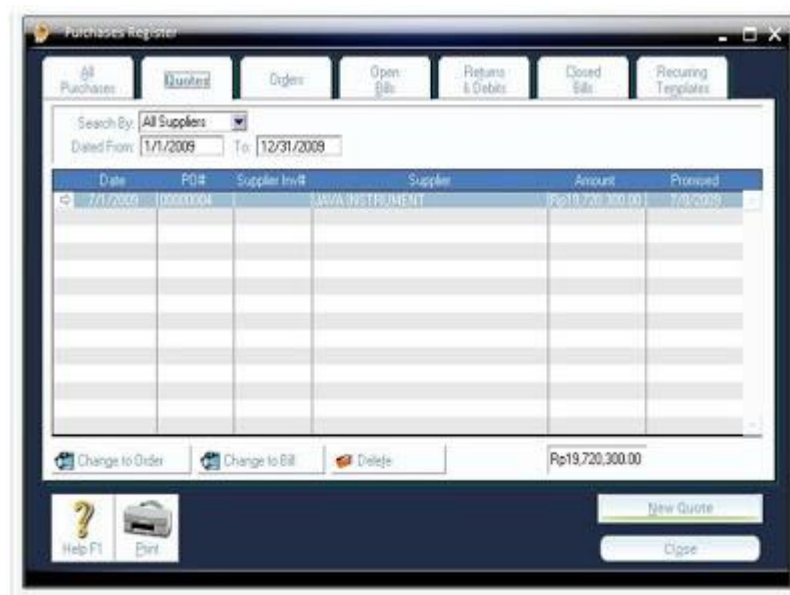 Purchases Register
All Purchases
Quotes
Orders
Open Bills
Returns & Debits
Closed Bills
Recurring Templates
Search By: All Suppliers
Dated From: 1/1/2009 To: 12/31/2009
Date PO# Supplier Inv# Supplier Amount Promised
7/1/2009 00000004 JAVA INSTRUMENT Rp19,720,300.00 7/8/2009
Change to Order Change to Bill Delete Rp19,720,300.00
New Quote
Help F1 Print Close